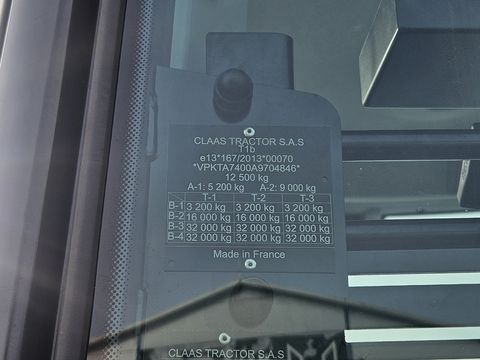 CLAAS TRACTOR S.A.S
T1b
e13*167/2013*00070
*VPKTA7400A9704846*
12 500 kg
A-1: 5 200 kg A-2: 9 000 kg
T-1 T-2 T-3
B-1 3 200 kg 3 200 kg 3 200 kg
B-2 16 000 kg 16 000 kg 16 000 kg
B-3 32 000 kg 32 000 kg 32 000 kg
B-4 32 000 kg 32 000 kg 32 000 kg
Made in France
CLAAS TRACTOR S.A.S